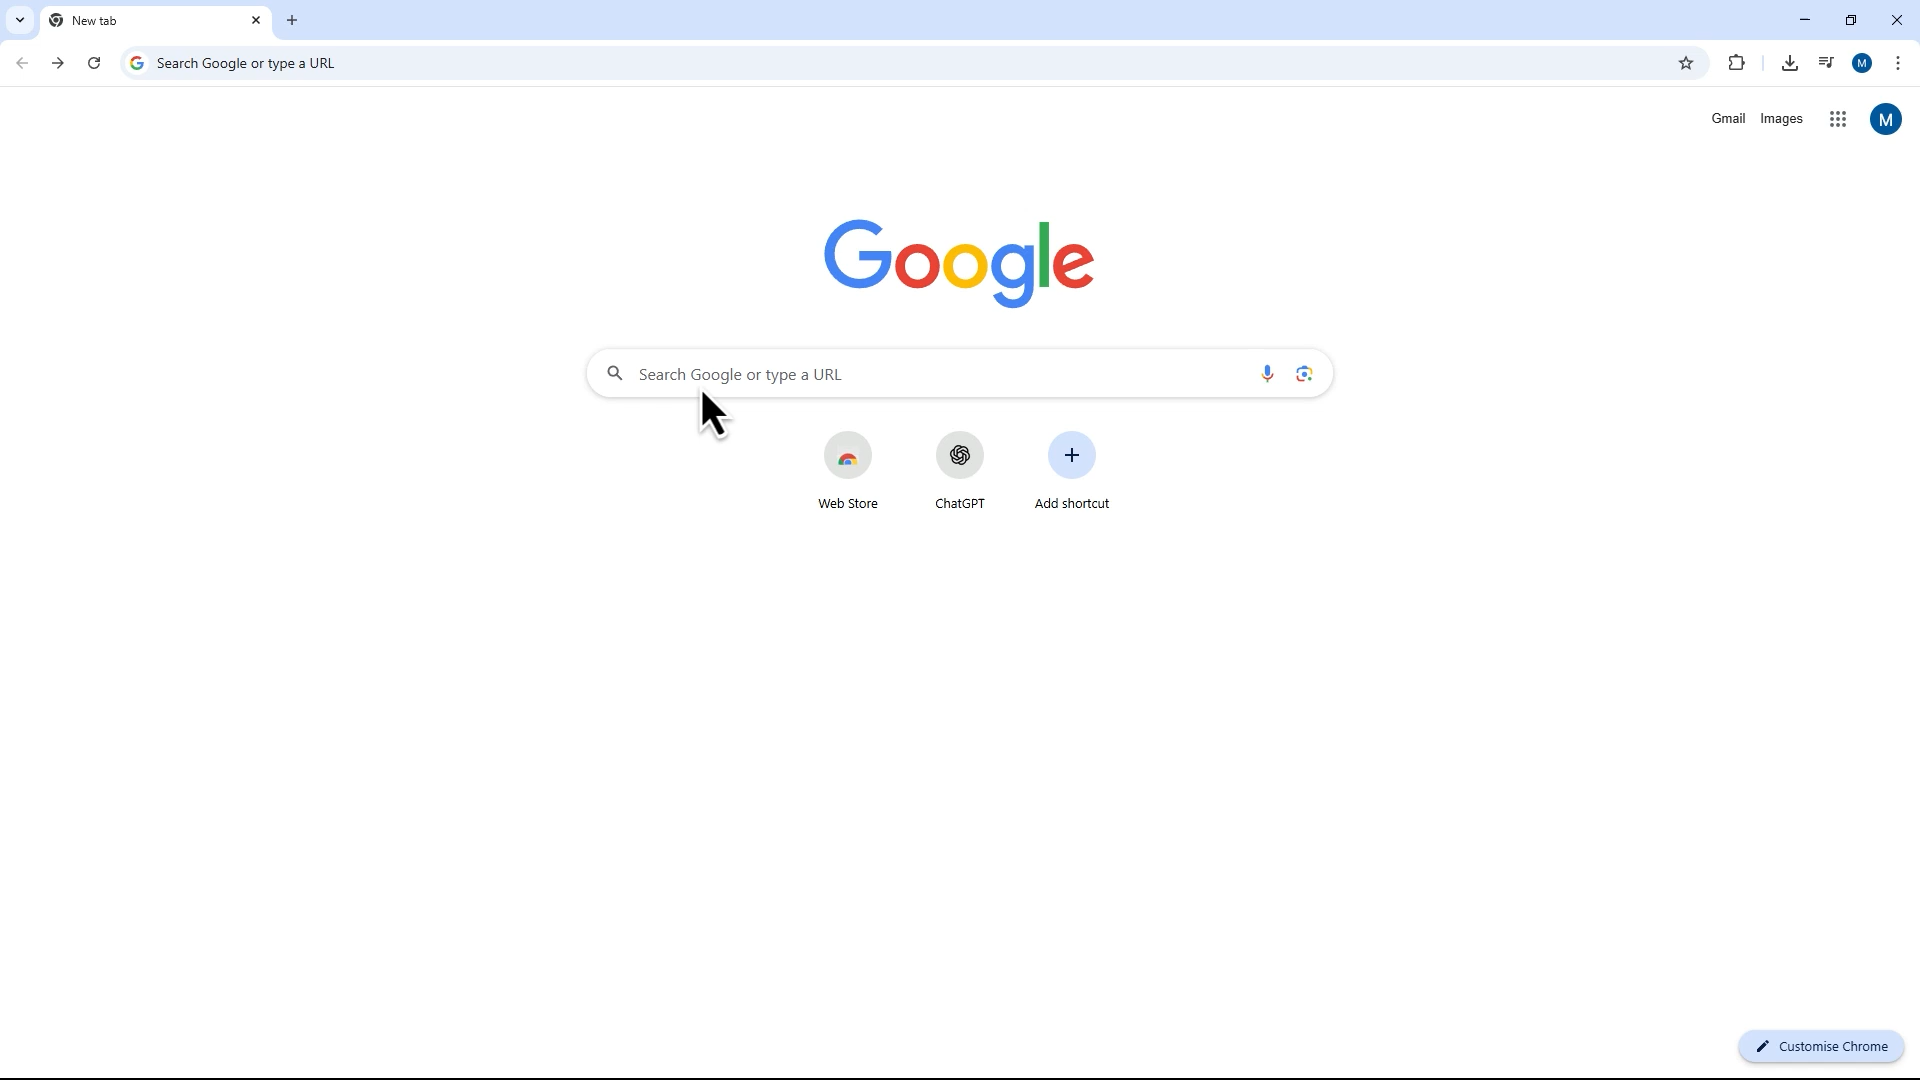 New tab
Search Google or type a URL
M
Gmail Images
M
Google
Search Google or type a URL
Web Store ChatGPT Add shortcut
Customise Chrome